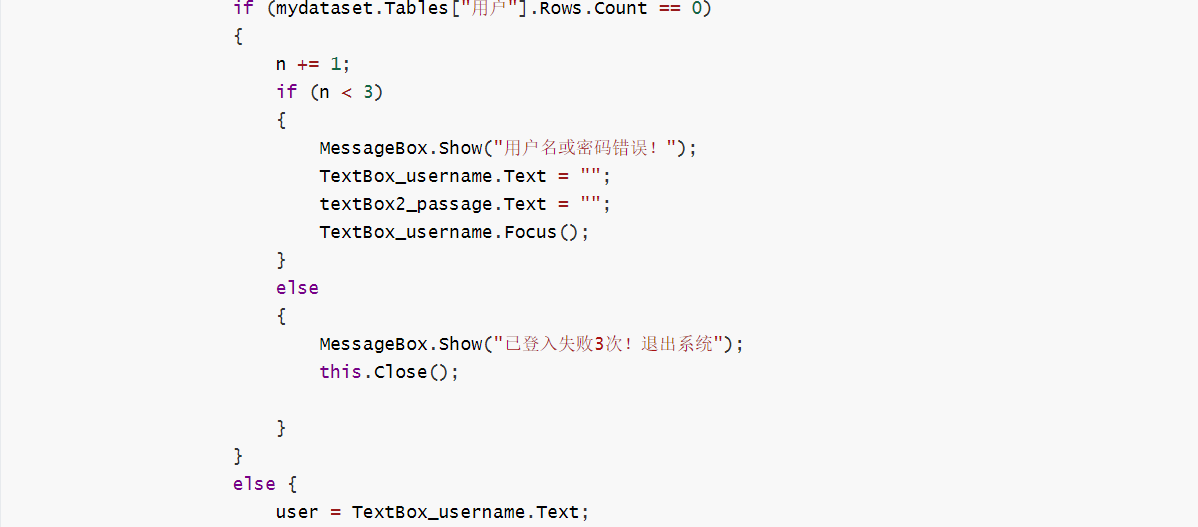 if (mydataset.Tables["用户"].Rows.Count == 0)
{
n += 1;
if (n < 3)
{
MessageBox.Show("用户名或密码错误！");
TextBox_username.Text = "";
textBox2_passage.Text = "";
TextBox_username.Focus();
}
else
{
MessageBox.Show("已登入失败3次！退出系统");
this.Close();
}
}
else {
user = TextBox_username.Text;